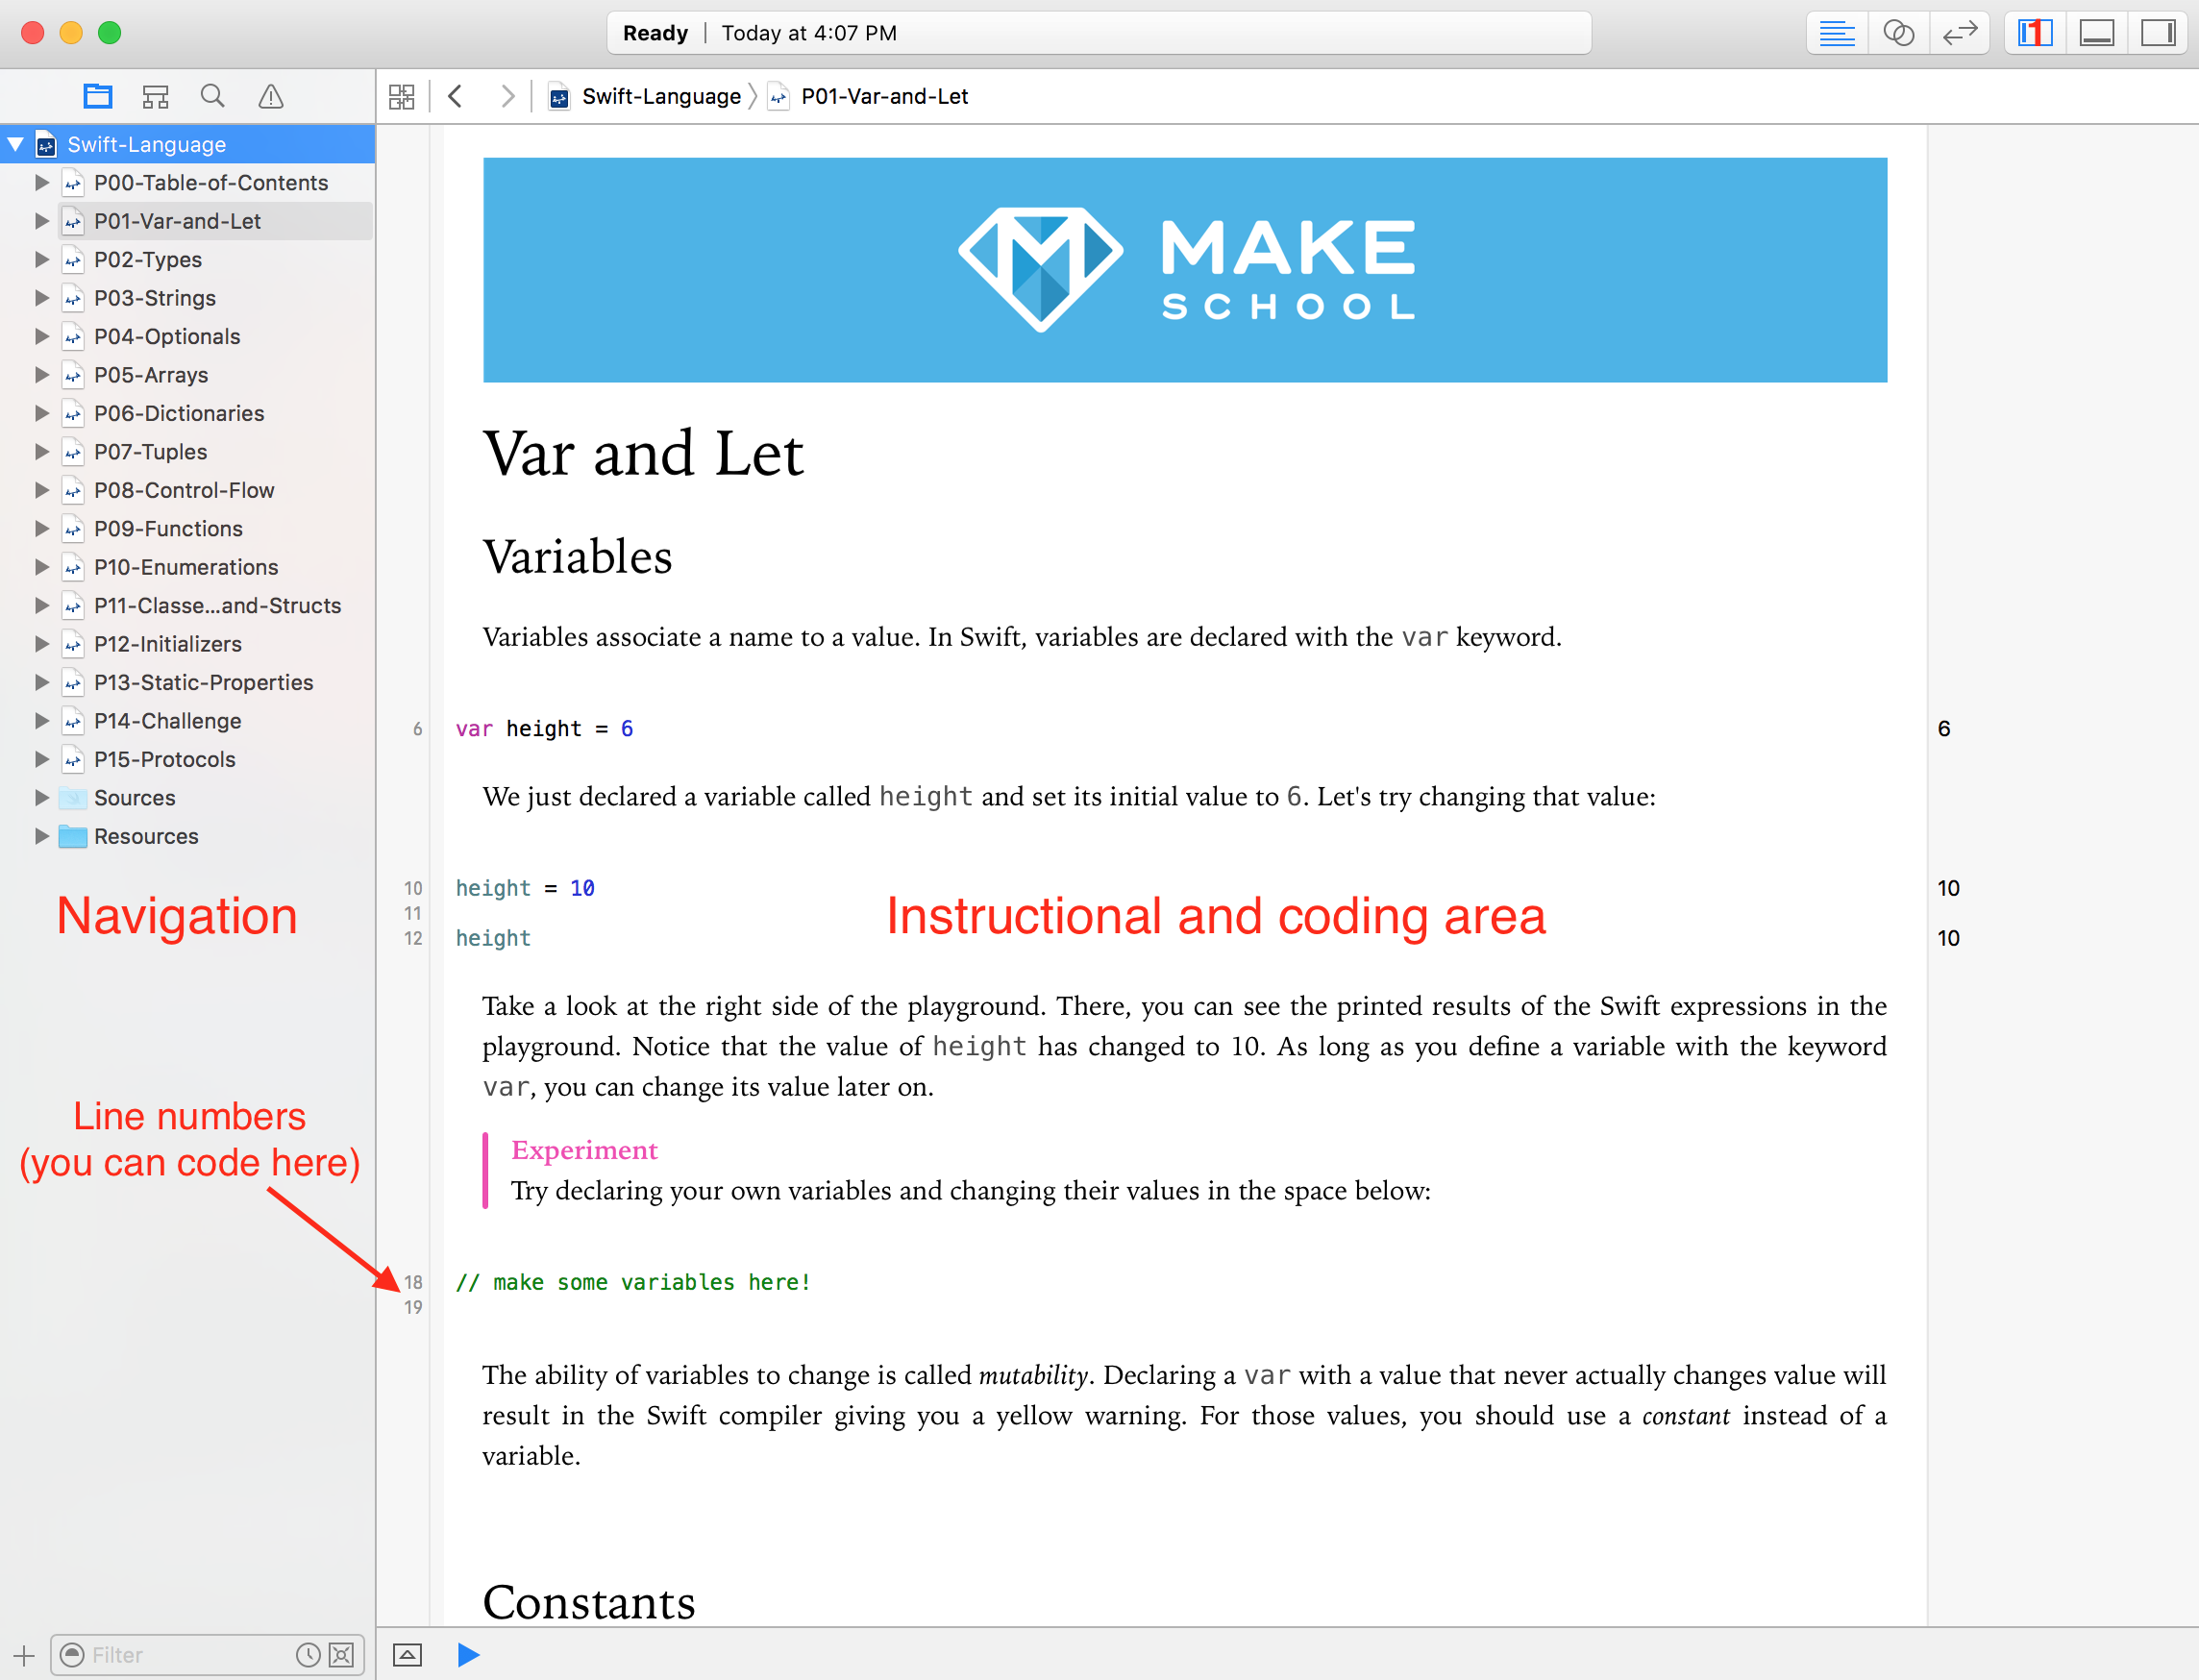 Ready | Today at 4:07 PM
1
Swift-Language 〉 P01-Var-and-Let
Swift-Language
P00-Table-of-Contents
P01-Var-and-Let
P02-Types
P03-Strings
P04-Optionals
P05-Arrays
P06-Dictionaries
P07-Tuples
P08-Control-Flow
P09-Functions
P10-Enumerations
P11-Classe...and-Structs
P12-Initializers
P13-Static-Properties
P14-Challenge
P15-Protocols
Sources
Resources
Navigation
Line numbers
(you can code here)
Filter
MAKE
SCHOOL
Var and Let
Variables
Variables associate a name to a value. In Swift, variables are declared with the var keyword.
6 var height = 6 6
We just declared a variable called height and set its initial value to 6. Let's try changing that value:
10 height = 10 10
11
12 height 10
Instructional and coding area
Take a look at the right side of the playground. There, you can see the printed results of the Swift expressions in the
playground. Notice that the value of height has changed to 10. As long as you define a variable with the keyword
var, you can change its value later on.
Experiment
Try declaring your own variables and changing their values in the space below:
18 // make some variables here!
19
The ability of variables to change is called mutability. Declaring a var with a value that never actually changes value will
result in the Swift compiler giving you a yellow warning. For those values, you should use a constant instead of a
variable.
Constants